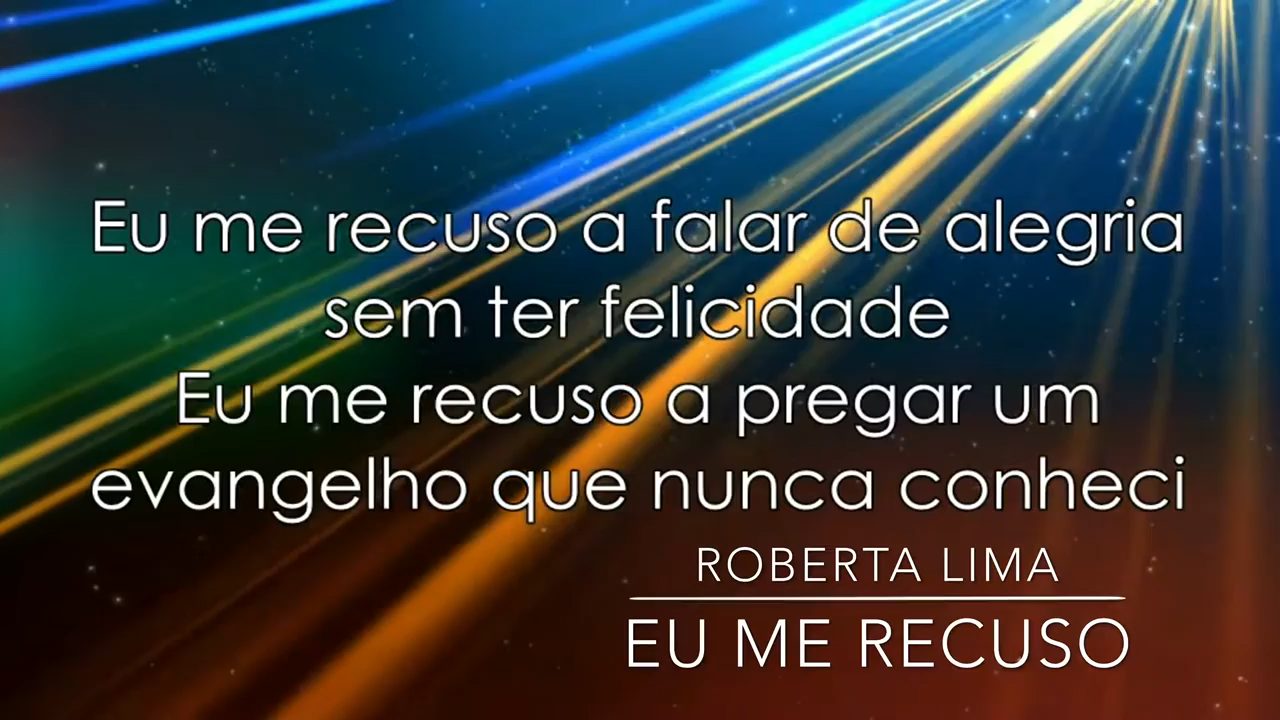 Eu me recuso a falar de alegria
sem ter felicidade
Eu me recuso a pregar um
evangelho que nunca conheci
ROBERTA LIMA
EU ME RECUSO